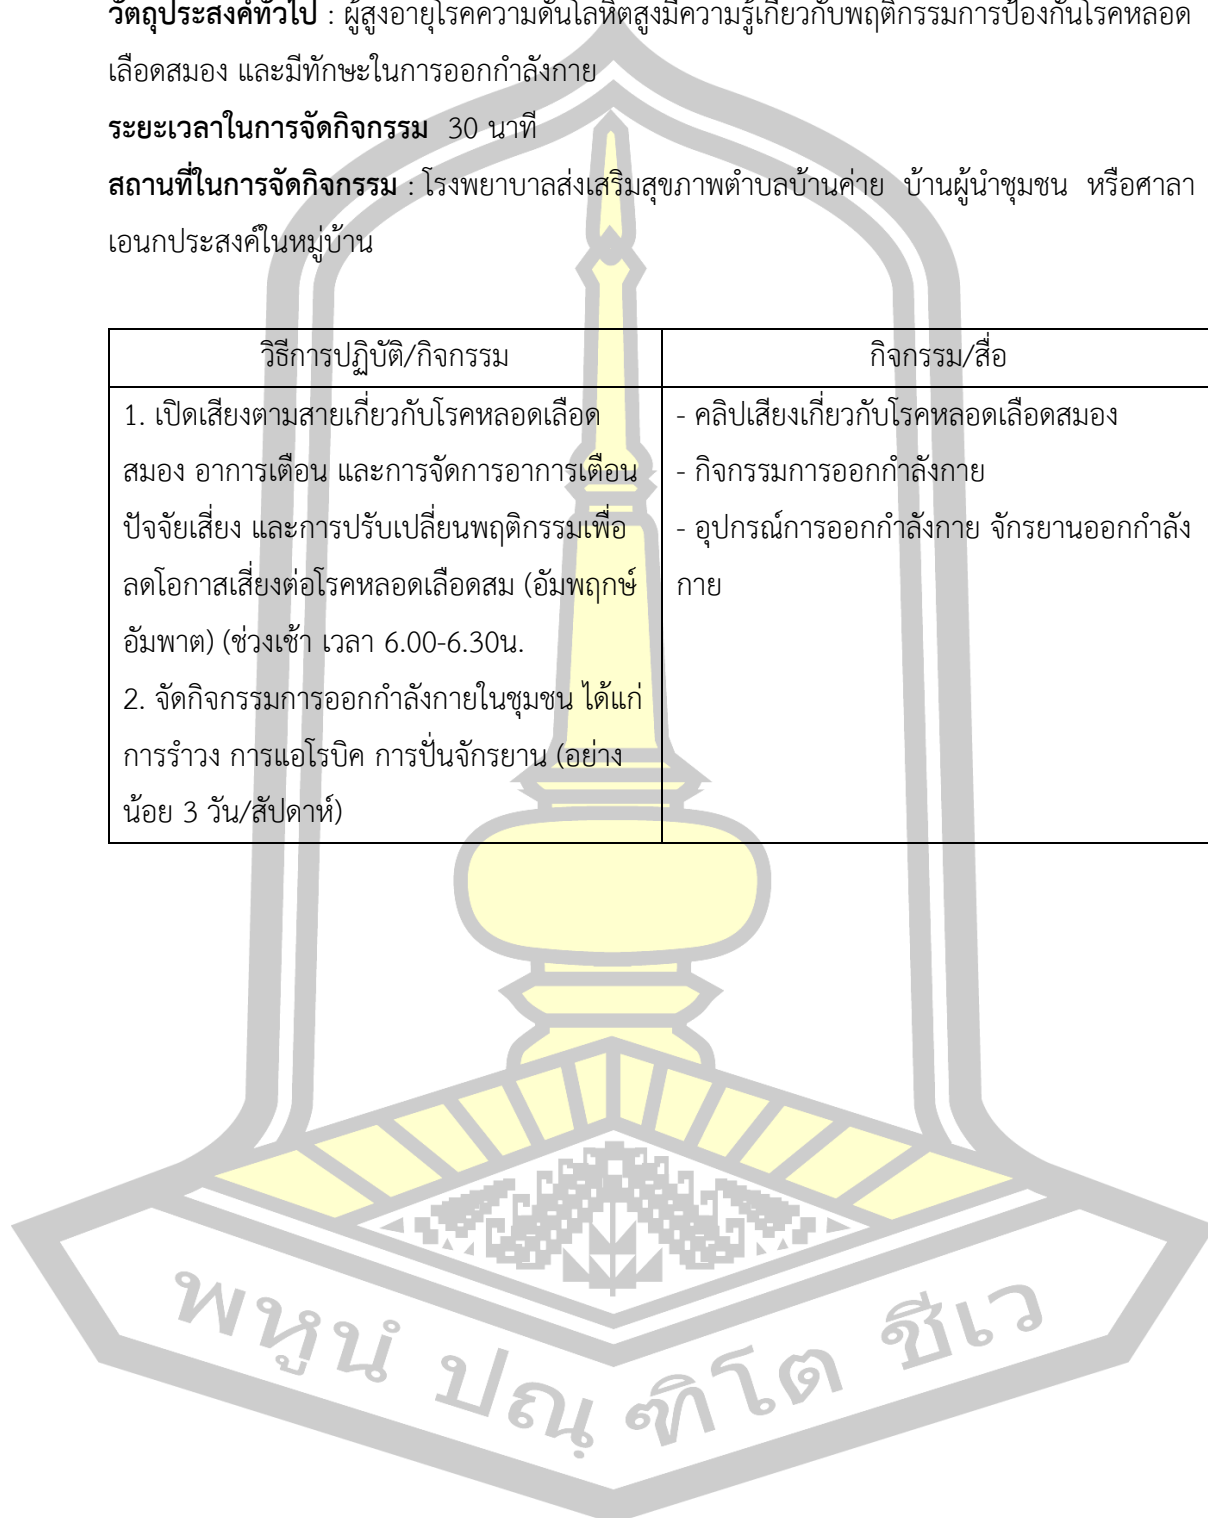 วัตถุประสงค์ทั่วไป : ผู้สูงอายุโรคความดันโลหิตสูงมีความรู้เกี่ยวกับพฤติกรรมการป้องกันโรคหลอด
เลือดสมอง และมีทักษะในการออกกำลังกาย
ระยะเวลาในการจัดกิจกรรม 30 นาที
สถานที่ในการจัดกิจกรรม : โรงพยาบาลส่งเสริมสุขภาพตำบลบ้านค่าย บ้านผู้นำชุมชน หรือศาลา
เอนกประสงค์ในหมู่บ้าน
วิธีการปฏิบัติ/กิจกรรม
1. เปิดเสียงตามสายเกี่ยวกับโรคหลอดเลือด
สมอง อาการเตือน และการจัดการอาการเตือน
ปัจจัยเสี่ยง และการปรับเปลี่ยนพฤติกรรมเพื่อ
ลดโอกาสเสี่ยงต่อโรคหลอดเลือดสม (อัมพฤกษ์
อัมพาต) (ช่วงเช้า เวลา 6.00-6.30น.
2. จัดกิจกรรมการออกกำลังกายในชุมชน ได้แก่
การรำวง การแอโรบิค การปั่นจักรยาน (อย่าง
น้อย 3 วัน/สัปดาห์)
กิจกรรม/สื่อ
- คลิปเสียงเกี่ยวกับโรคหลอดเลือดสมอง
- กิจกรรมการออกกำลังกาย
- อุปกรณ์การออกกำลังกาย จักรยานออกกำลัง
กาย
พหูนํ ปณฺฑิโต ชีเว